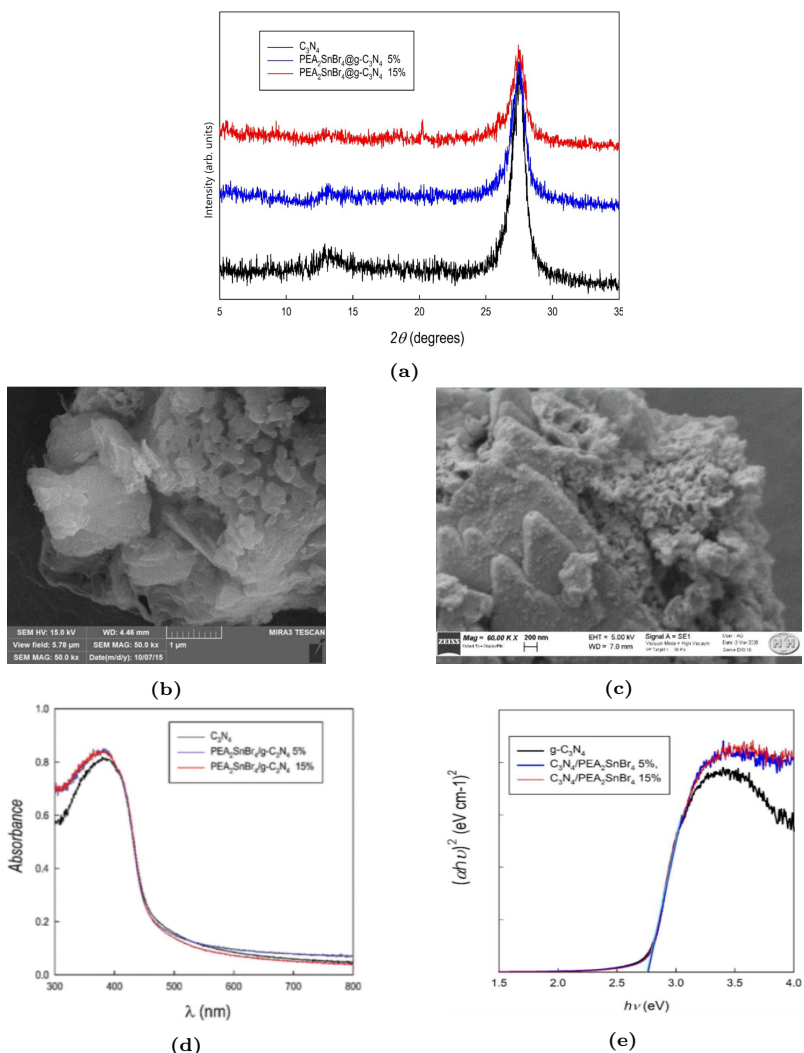 C₃N₄
PEA₂SnBr₄@g-C₃N₄ 5%
PEA₂SnBr₄@g-C₃N₄ 15%
Intensity (arb. units)
5 10 15 20 25 30 35
2θ (degrees)
(a)
SEM HV: 15.0 kV WD: 4.46 mm MIRA3 TESCAN
View field: 5.78 µm
SEM MAG: 50.0 kx 1 µm
SEM MAG: 50.0 kx Date(m/d/y): 10/07/15
(b)
ZEISS
Mag = 60.00 K X 200 nm EHT = 5.00 kV Signal A = SE1
WD = 7.0 mm Vacuum Mode = High Vacuum
(c)
1.0
0.8
0.6
0.4
0.2
0.0
Absorbance
C₃N₄
PEA₂SnBr₄/g-C₃N₄ 5%
PEA₂SnBr₄/g-C₃N₄ 15%
300 400 500 600 700 800
λ (nm)
(d)
g-C₃N₄
C₃N₄/PEA₂SnBr₄ 5%,
C₃N₄/PEA₂SnBr₄ 15%
(αhυ)² (eV cm-1)²
1.5 2.0 2.5 3.0 3.5 4.0
hν (eV)
(e)